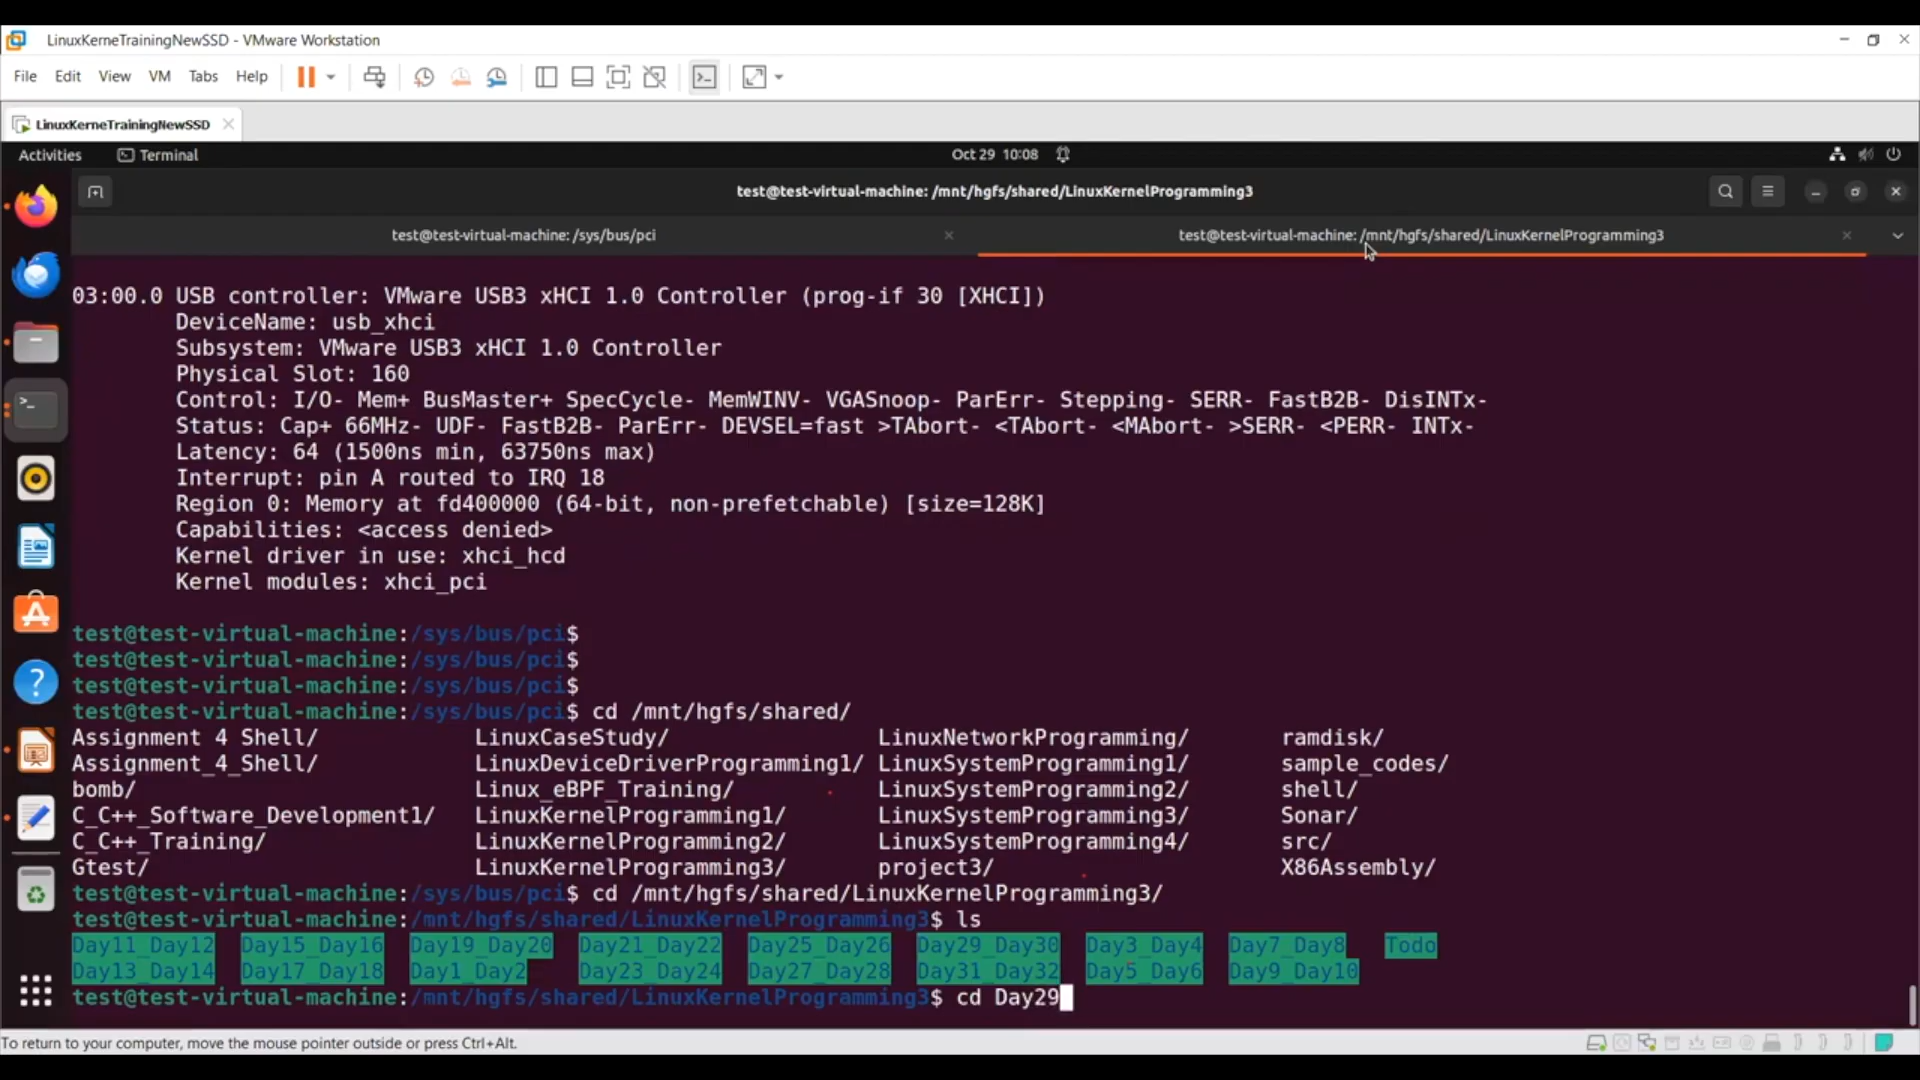 LinuxKerneTrainingNewSSD - VMware Workstation
File Edit View VM Tabs Help
LinuxKerneTrainingNewSSD
Activities Terminal Oct 29 10:08
test@test-virtual-machine: /mnt/hgfs/shared/LinuxKernelProgramming3
test@test-virtual-machine: /sys/bus/pci test@test-virtual-machine: /mnt/hgfs/shared/LinuxKernelProgramming3
03:00.0 USB controller: VMware USB3 xHCI 1.0 Controller (prog-if 30 [XHCI])
DeviceName: usb_xhci
Subsystem: VMware USB3 xHCI 1.0 Controller
Physical Slot: 160
Control: I/O- Mem+ BusMaster+ SpecCycle- MemWINV- VGASnoop- ParErr- Stepping- SERR- FastB2B- DisINTx-
Status: Cap+ 66MHz- UDF- FastB2B- ParErr- DEVSEL=fast >TAbort- <TAbort- <MAbort- >SERR- <PERR- INTx-
Latency: 64 (1500ns min, 63750ns max)
Interrupt: pin A routed to IRQ 18
Region 0: Memory at fd400000 (64-bit, non-prefetchable) [size=128K]
Capabilities: <access denied>
Kernel driver in use: xhci_hcd
Kernel modules: xhci_pci
test@test-virtual-machine:/sys/bus/pci$
test@test-virtual-machine:/sys/bus/pci$
test@test-virtual-machine:/sys/bus/pci$
test@test-virtual-machine:/sys/bus/pci$ cd /mnt/hgfs/shared/
Assignment 4 Shell/ LinuxCaseStudy/ LinuxNetworkProgramming/ ramdisk/
Assignment_4_Shell/ LinuxDeviceDriverProgramming1/ LinuxSystemProgramming1/ sample_codes/
bomb/ Linux_eBPF_Training/ LinuxSystemProgramming2/ shell/
C_C++_Software_Development1/ LinuxKernelProgramming1/ LinuxSystemProgramming3/ Sonar/
C_C++_Training/ LinuxKernelProgramming2/ LinuxSystemProgramming4/ src/
Gtest/ LinuxKernelProgramming3/ project3/ X86Assembly/
test@test-virtual-machine:/sys/bus/pci$ cd /mnt/hgfs/shared/LinuxKernelProgramming3/
test@test-virtual-machine:/mnt/hgfs/shared/LinuxKernelProgramming3$ ls
Day11_Day12 Day15_Day16 Day19_Day20 Day21_Day22 Day25_Day26 Day29_Day30 Day3_Day4 Day7_Day8 Todo
Day13_Day14 Day17_Day18 Day1_Day2 Day23_Day24 Day27_Day28 Day31_Day32 Day5_Day6 Day9_Day10
test@test-virtual-machine:/mnt/hgfs/shared/LinuxKernelProgramming3$ cd Day29
To return to your computer, move the mouse pointer outside or press Ctrl+Alt.